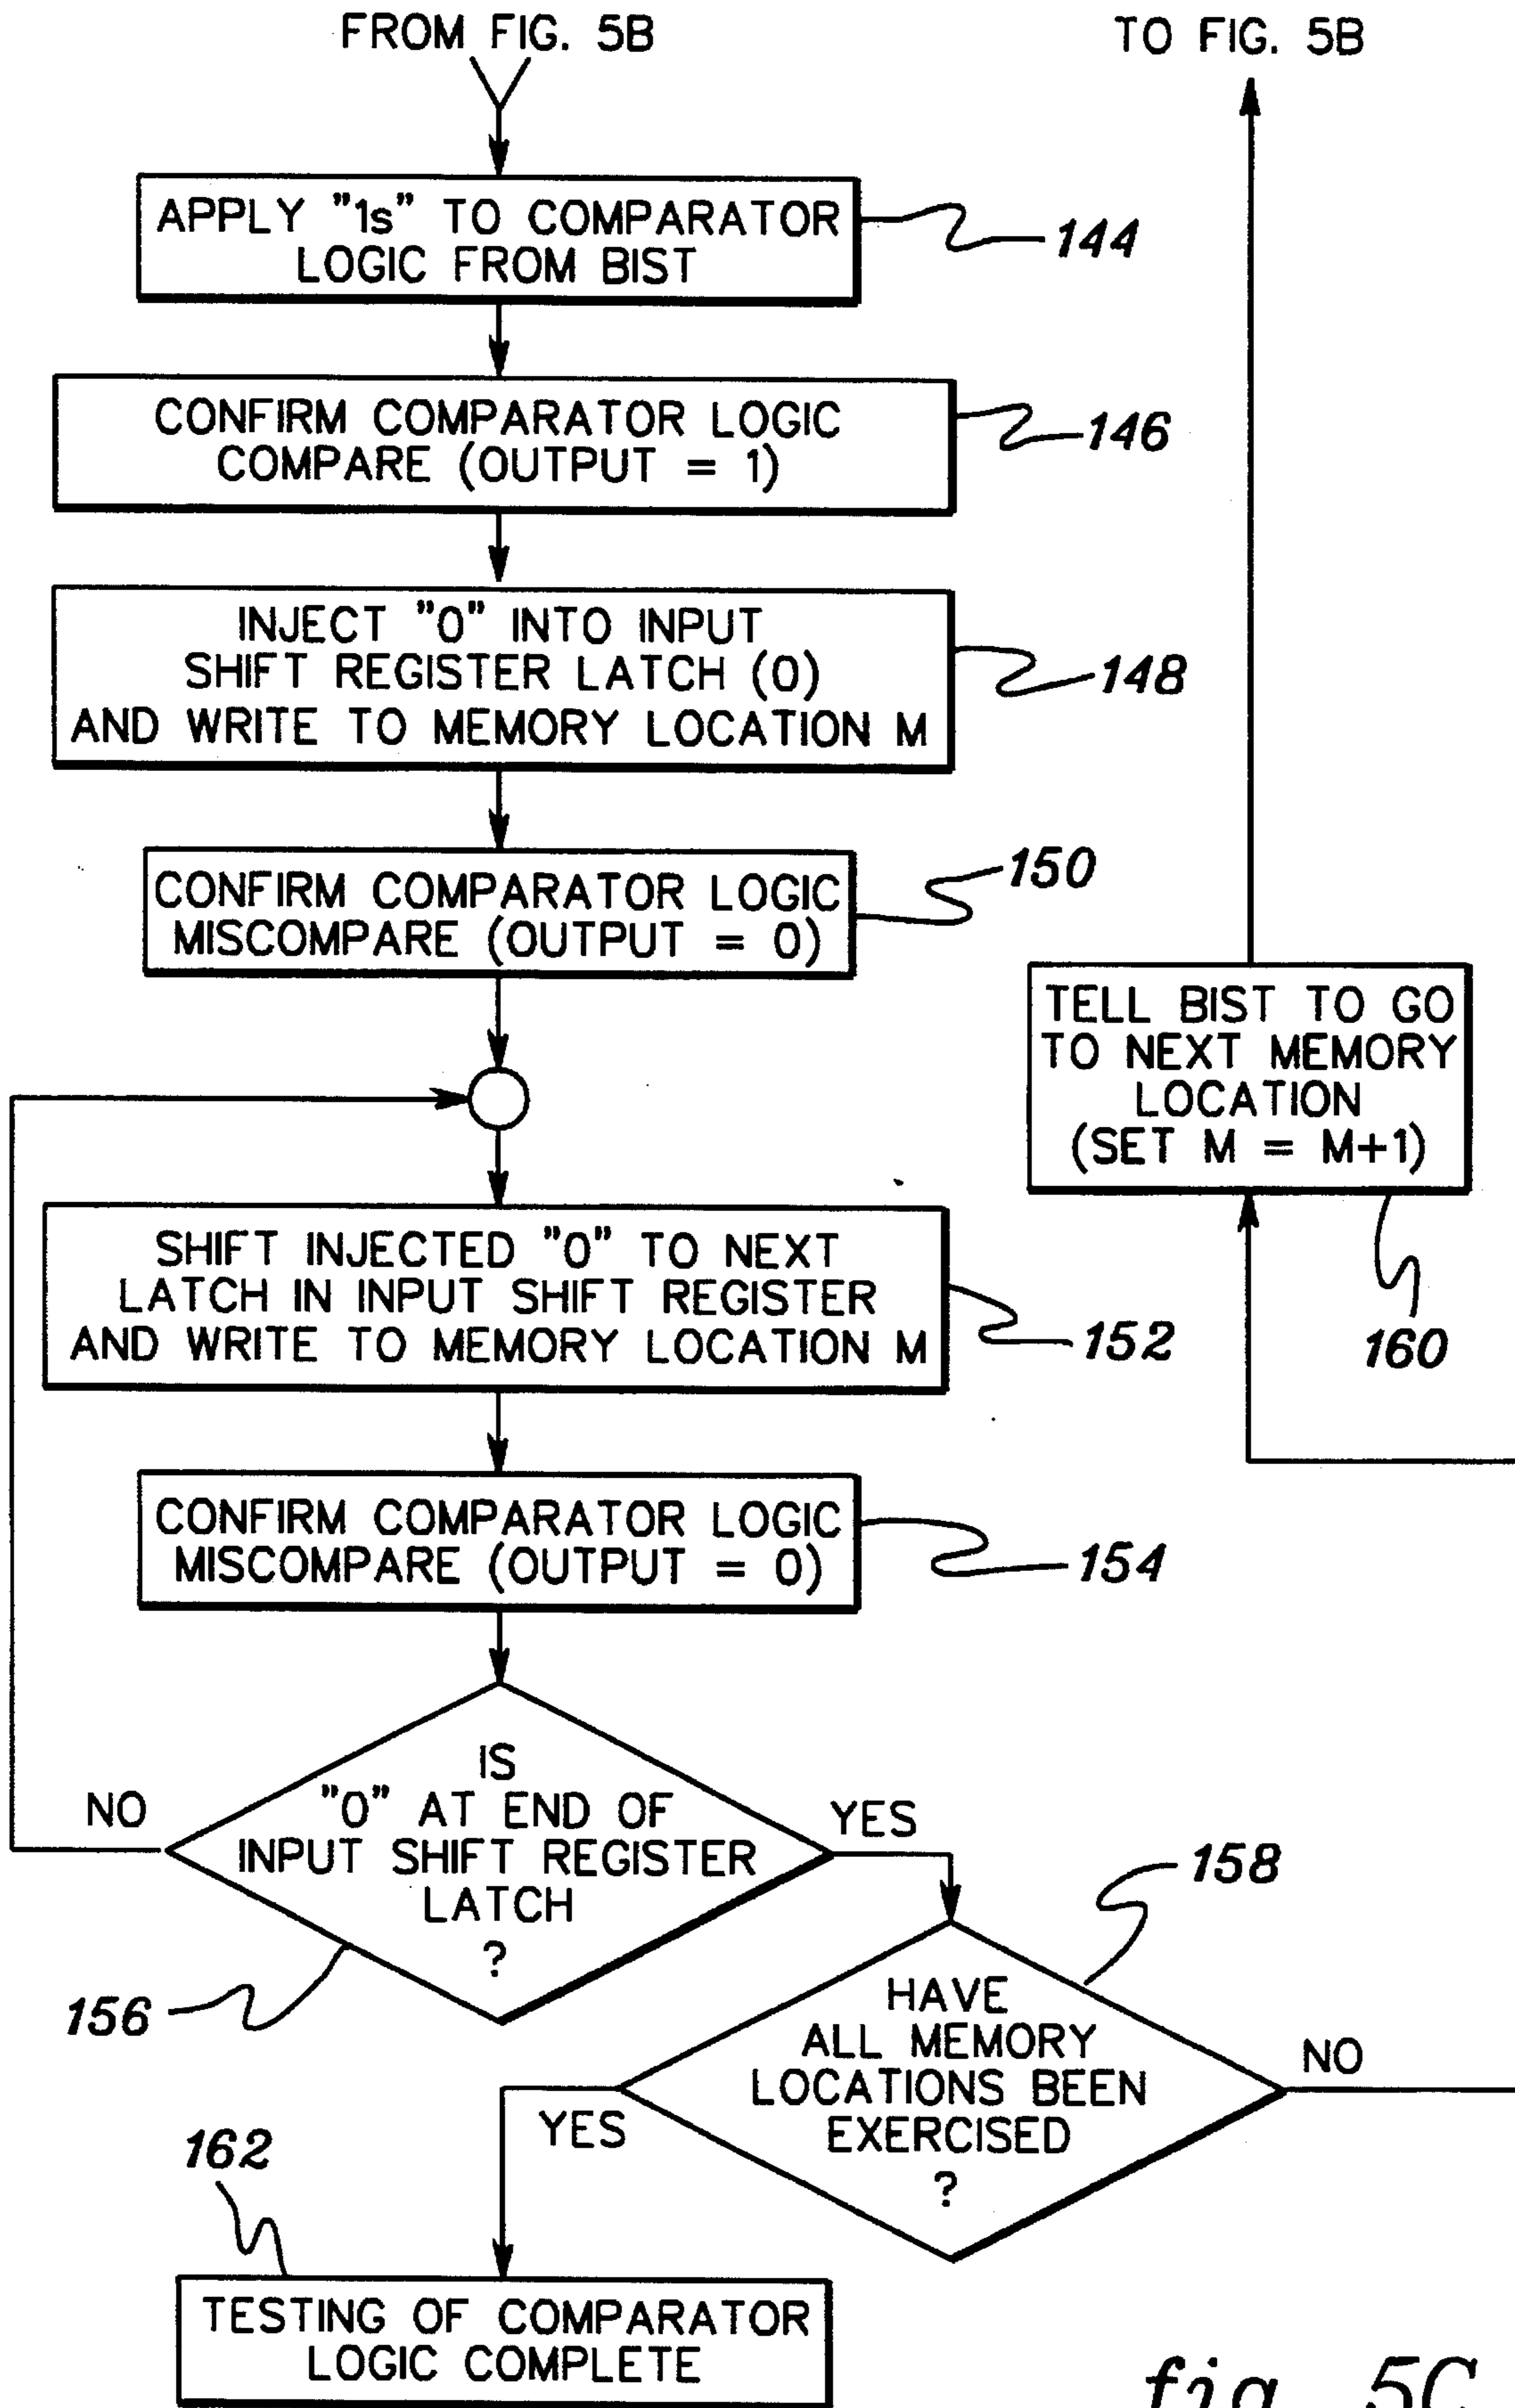 FROM FIG. 5B
TO FIG. 5B
APPLY "1s" TO COMPARATOR
LOGIC FROM BIST
144
CONFIRM COMPARATOR LOGIC
COMPARE (OUTPUT = 1)
146
INJECT "0" INTO INPUT
SHIFT REGISTER LATCH (0)
AND WRITE TO MEMORY LOCATION M
148
CONFIRM COMPARATOR LOGIC
MISCOMPARE (OUTPUT = 0)
150
TELL BIST TO GO
TO NEXT MEMORY
LOCATION
(SET M = M+1)
160
SHIFT INJECTED "0" TO NEXT
LATCH IN INPUT SHIFT REGISTER
AND WRITE TO MEMORY LOCATION M
152
CONFIRM COMPARATOR LOGIC
MISCOMPARE (OUTPUT = 0)
154
IS
"0" AT END OF
INPUT SHIFT REGISTER
LATCH
?
NO
YES
156
158
HAVE
ALL MEMORY
LOCATIONS BEEN
EXERCISED
?
NO
YES
162
TESTING OF COMPARATOR
LOGIC COMPLETE
fig. 5C